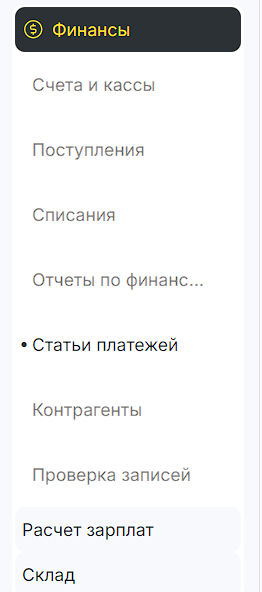 Финансы
Счета и кассы
Поступления
Списания
Отчеты по финанс...
• Статьи платежей
Контрагенты
Проверка записей
Расчет зарплат
Склад